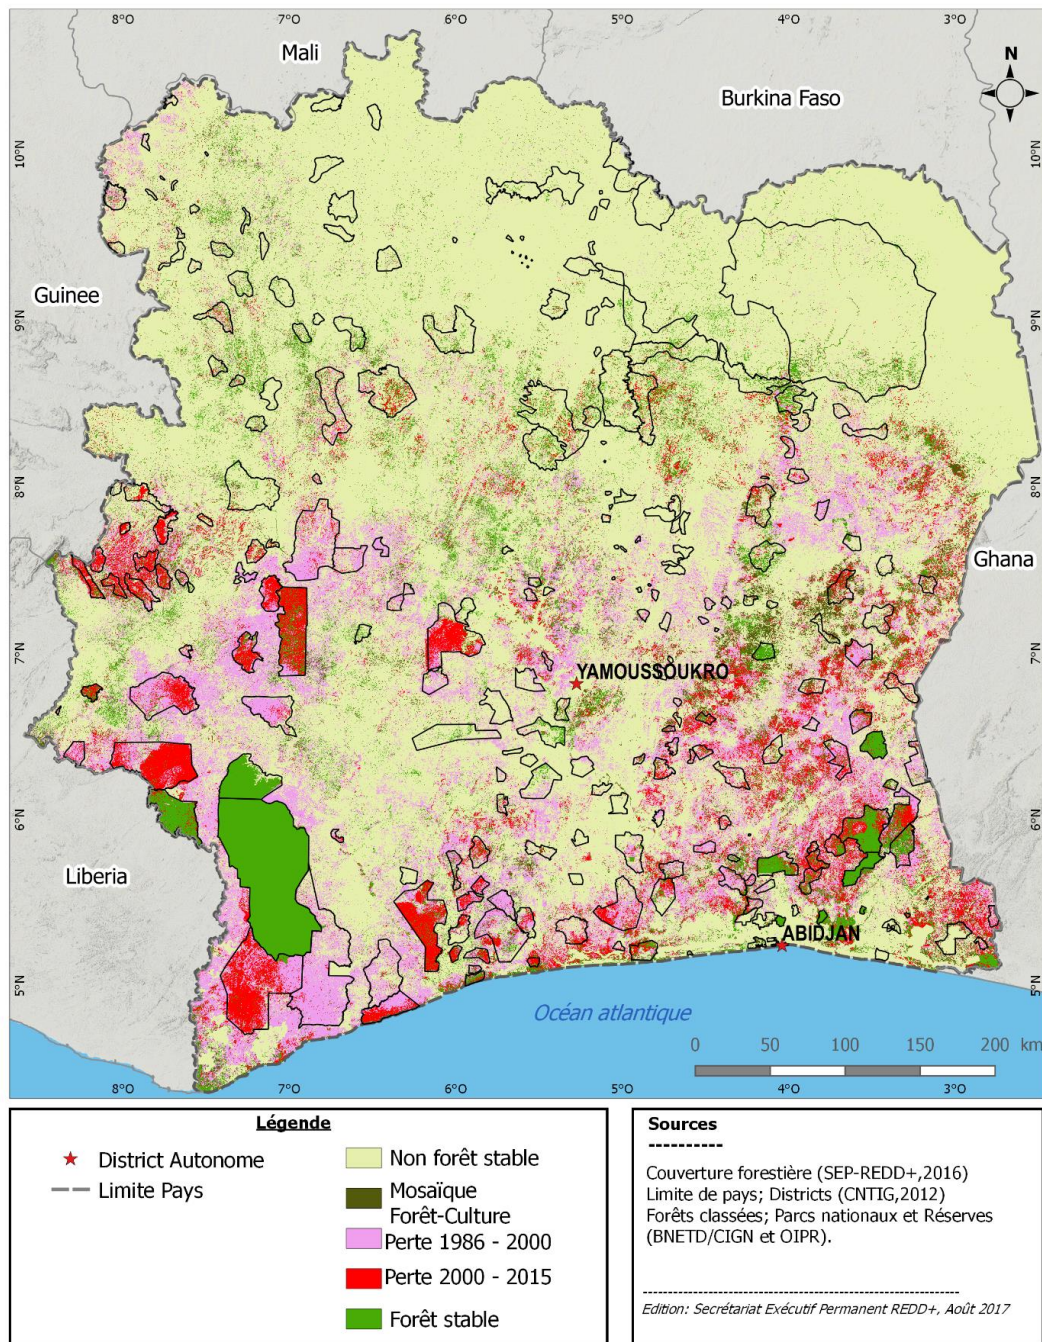 8°O 7°O 6°O 5°O 4°O 3°O
Mali
N
Burkina Faso
10°N 10°N
Guinee
9°N 9°N
8°N 8°N
Ghana
7°N 7°N
YAMOUSSOUKRO
6°N 6°N
Liberia
ABIDJAN
5°N 5°N
Océan atlantique
0 50 100 150 200 km
8°O 7°O 6°O 5°O 4°O 3°O
Légende
District Autonome
Limite Pays
Non forêt stable
Mosaïque
Forêt-Culture
Perte 1986 - 2000
Perte 2000 - 2015
Forêt stable
Sources
----------
Couverture forestière (SEP-REDD+,2016)
Limite de pays; Districts (CNTIG,2012)
Forêts classées; Parcs nationaux et Réserves
(BNETD/CIGN et OIPR).
Edition: Secrétariat Exécutif Permanent REDD+, Août 2017